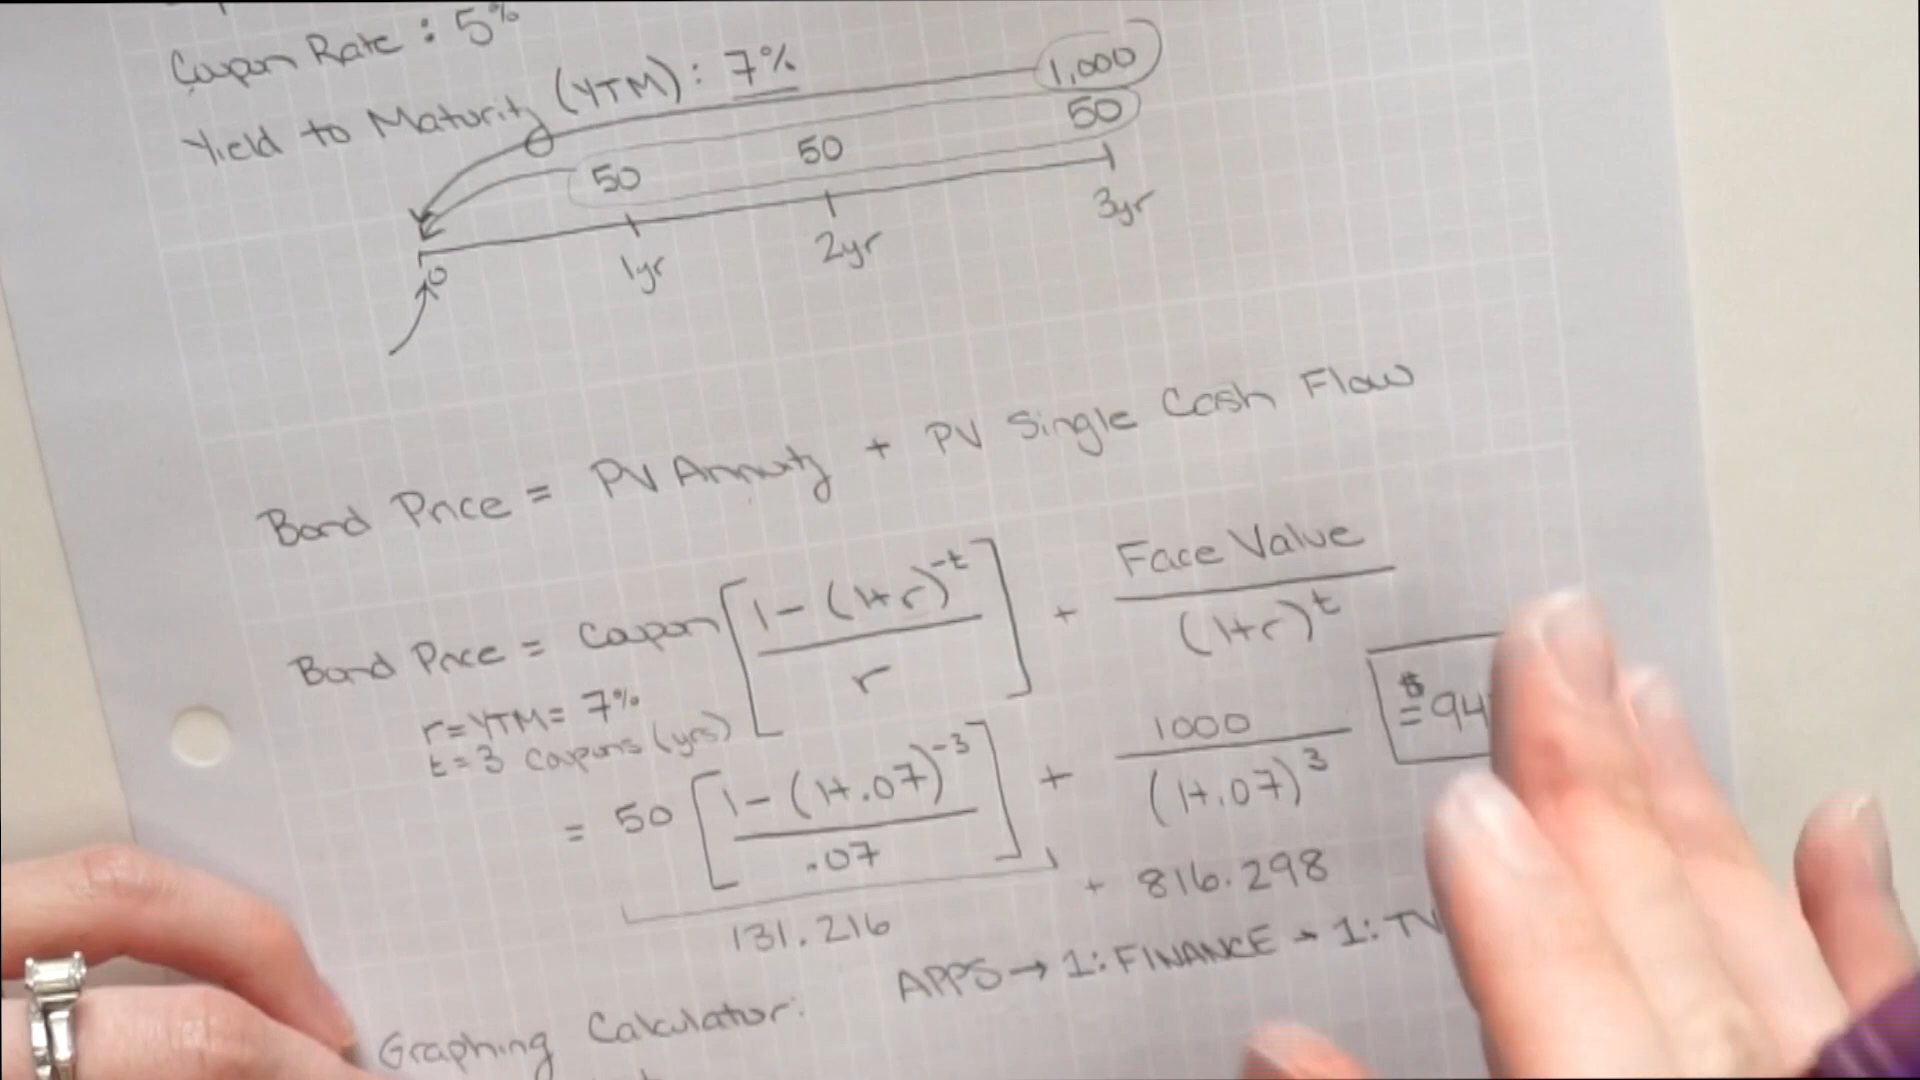 Coupon Rate: 5%
Yield to Maturity (YTM): 7%
1,000
50 50 50
0 1yr 2yr 3yr
Bond Price = PV Annuity + PV Single Cash Flow
Bond Price = Coupon [1-(1+r)^-t / r] + Face Value / (1+r)^t
r=YTM= 7%
t=3 coupons (yrs)
= 50 [1-(1+.07)^-3 / .07] + 1000 / (1+.07)^3 = $94
131.216 + 816.298
Graphing Calculator: APPS → 1: FINANCE → 1: TV